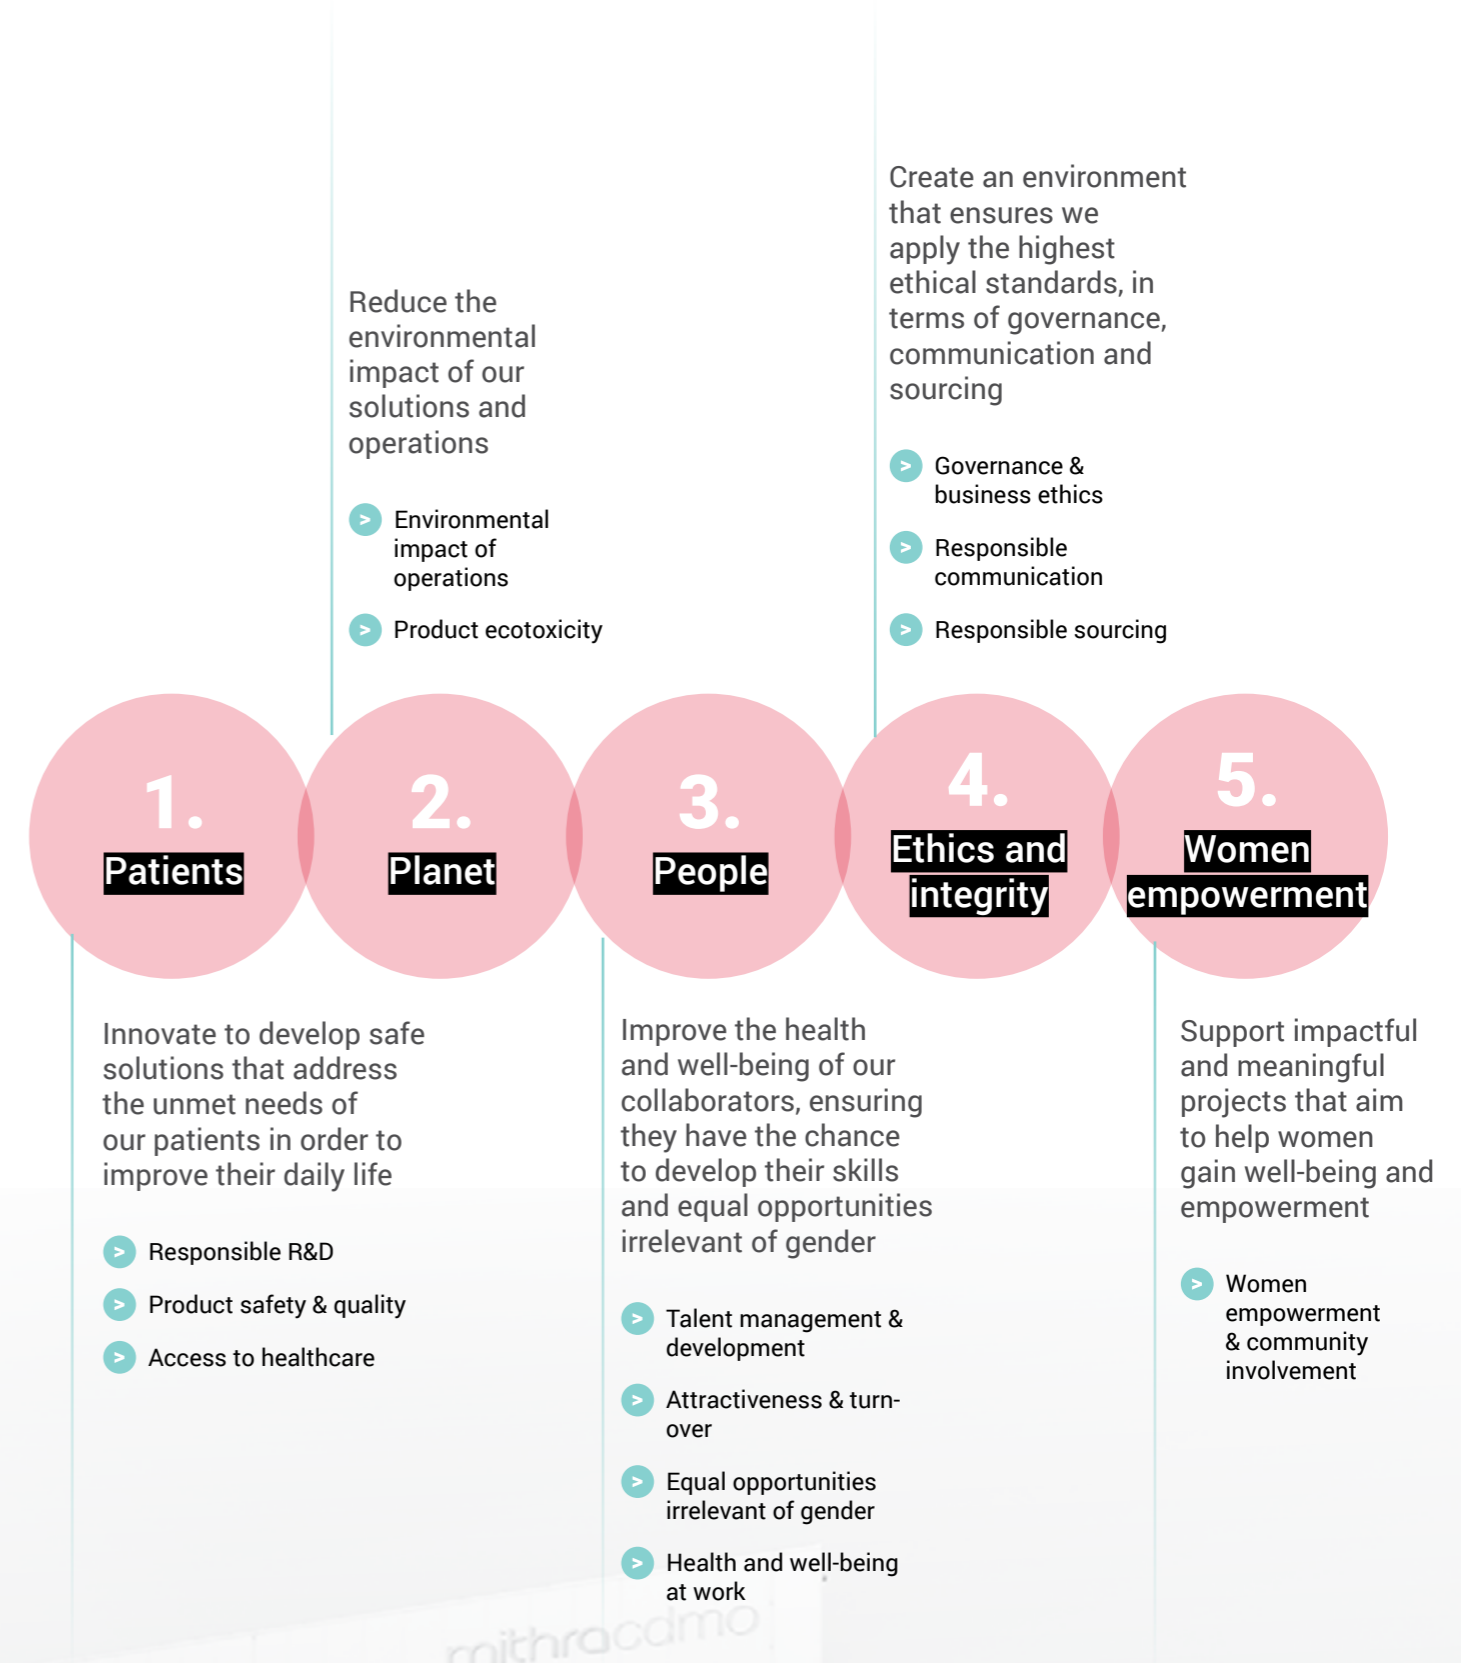 Create an environment
that ensures we
apply the highest
ethical standards, in
terms of governance,
communication and
sourcing
Governance &
business ethics
Responsible
communication
Responsible sourcing
Reduce the
environmental
impact of our
solutions and
operations
Environmental
impact of
operations
Product ecotoxicity
1.
Patients
2.
Planet
3.
People
4.
Ethics and
integrity
5.
Women
empowerment
Innovate to develop safe
solutions that address
the unmet needs of
our patients in order to
improve their daily life
Responsible R&D
Product safety & quality
Access to healthcare
Improve the health
and well-being of our
collaborators, ensuring
they have the chance
to develop their skills
and equal opportunities
irrelevant of gender
Talent management &
development
Attractiveness & turn-
over
Equal opportunities
irrelevant of gender
Health and well-being
at work
Support impactful
and meaningful
projects that aim
to help women
gain well-being and
empowerment
Women
empowerment
& community
involvement
mithracdmo